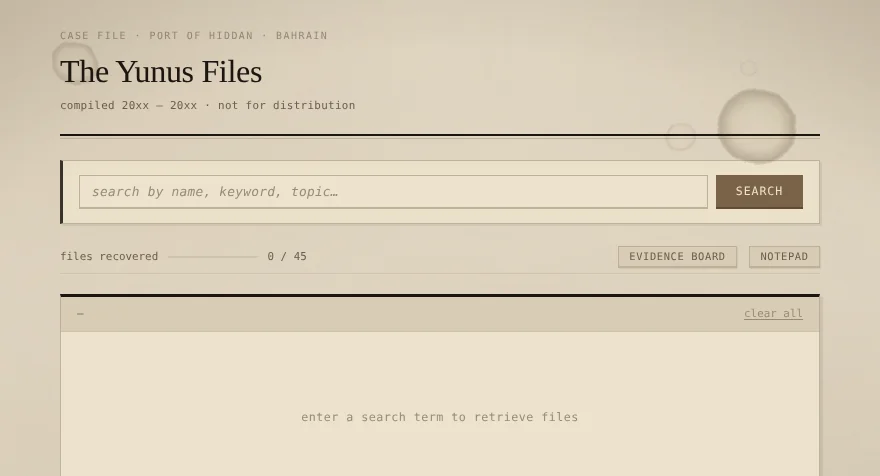 CASE FILE · PORT OF HIDDAN · BAHRAIN
The Yunus Files
compiled 20xx — 20xx · not for distribution
search by name, keyword, topic…
SEARCH
files recovered 0 / 45
EVIDENCE BOARD
NOTEPAD
—
clear all
enter a search term to retrieve files